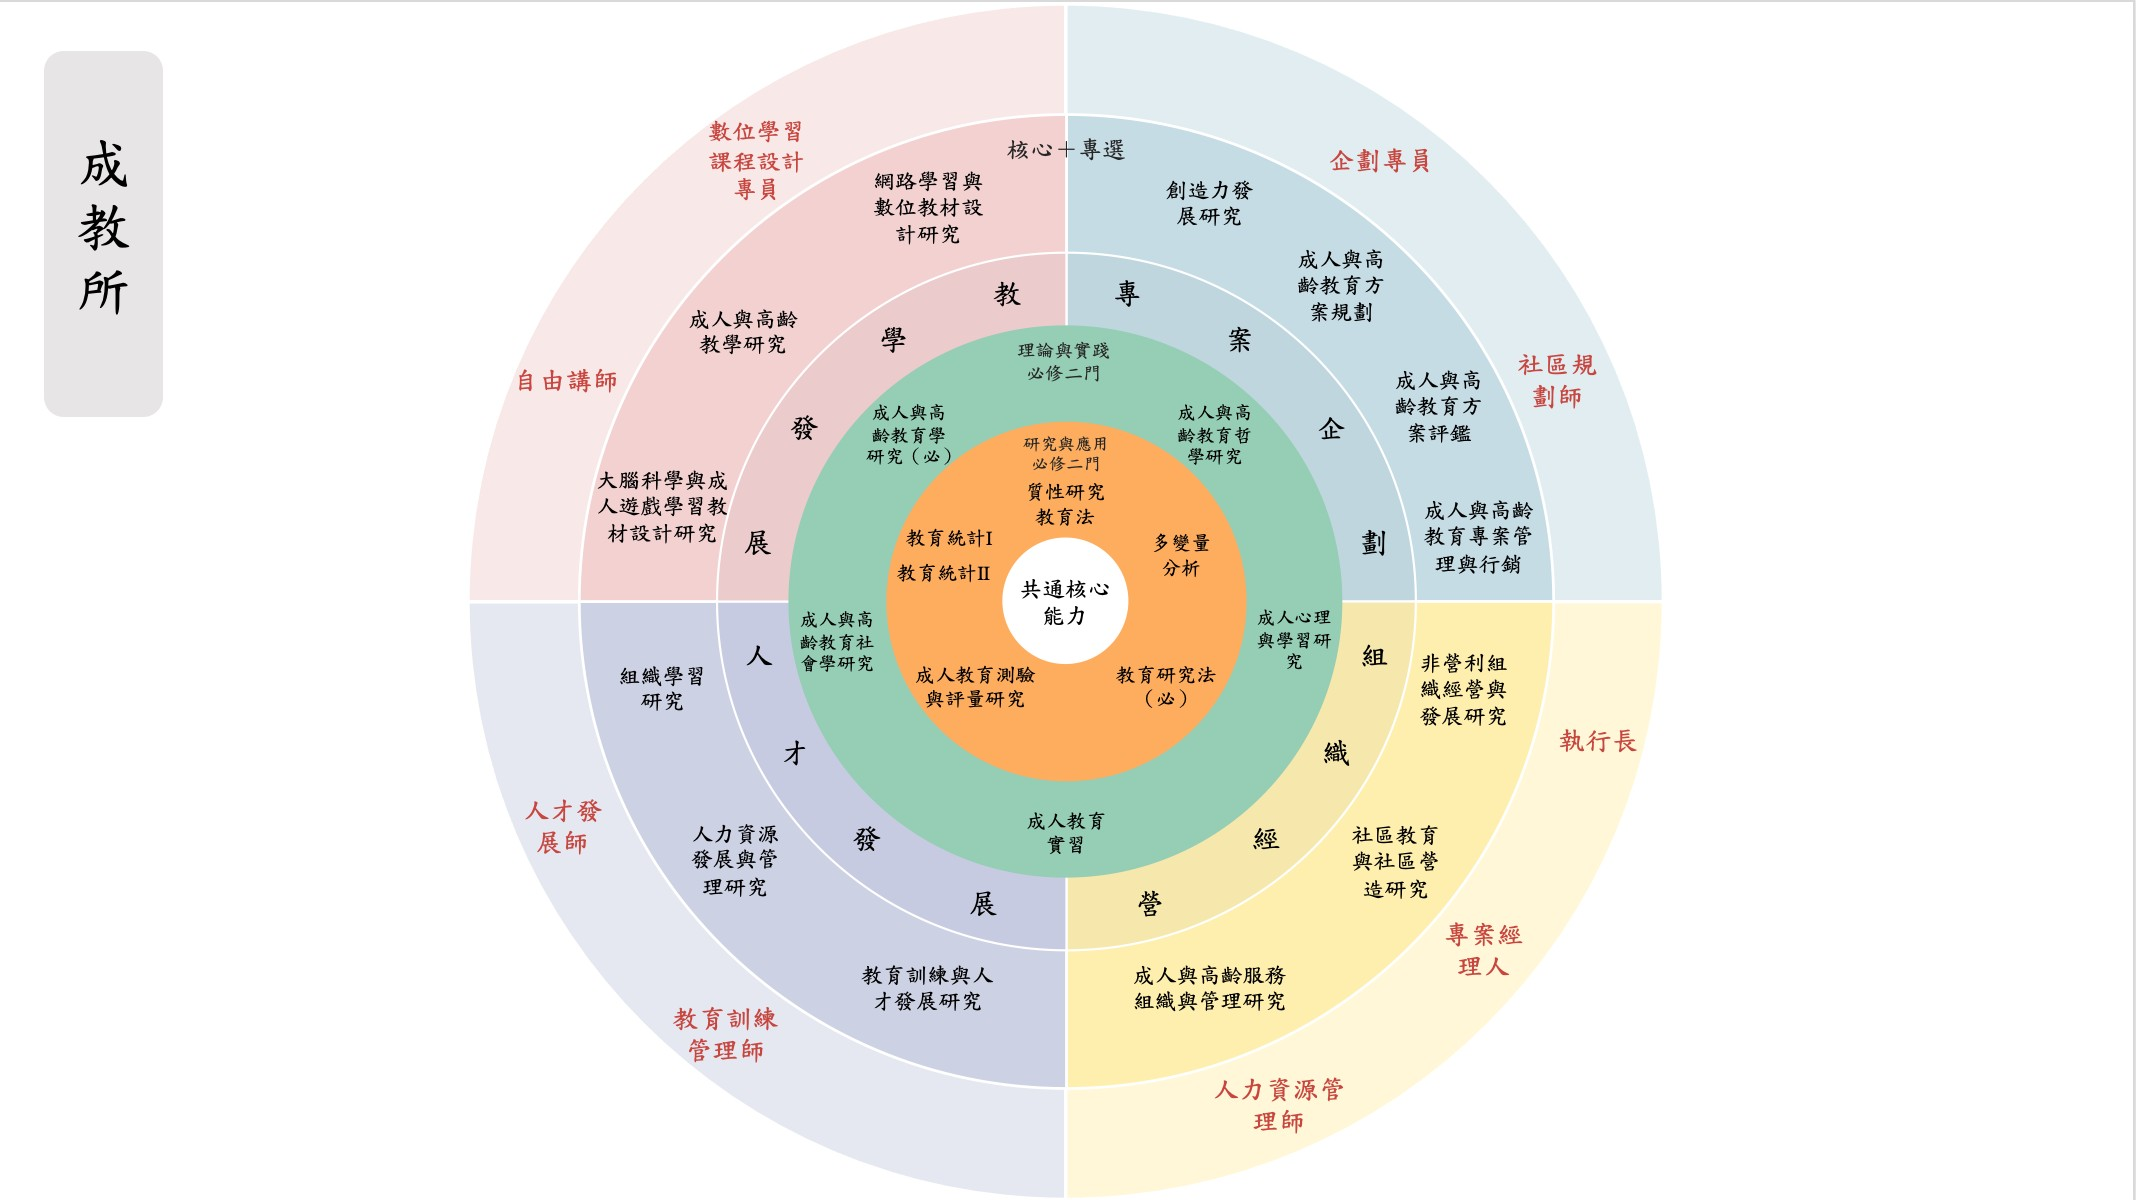 成
教
所
數位學習
課程設計
專員
自由講師
企劃專員
社區規
劃師
核心＋專選
網路學習與
數位教材設
計研究
成人與高齡
教學研究
大腦科學與成
人遊戲學習教
材設計研究
創造力發
展研究
成人與高
齡教育方
案規劃
成人與高
齡教育方
案評鑑
成人與高齡
教育專案管
理與行銷
教
學
發
展
專
案
企
劃
理論與實踐
必修二門
成人與高
齡教育學
研究（必）
成人與高
齡教育哲
學研究
研究與應用
必修二門
質性研究
教育法
教育統計I
教育統計II
多變量
分析
共通核心
能力
成人教育測驗
與評量研究
教育研究法
（必）
成人與高
齡教育社
會學研究
成人心理
與學習研
究
成人教育
實習
人
才
發
展
組
織
經
營
組織學習
研究
人力資源
發展與管
理研究
教育訓練與人
才發展研究
非營利組
織經營與
發展研究
社區教育
與社區營
造研究
成人與高齡服務
組織與管理研究
人才發
展師
教育訓練
管理師
執行長
專案經
理人
人力資源管
理師